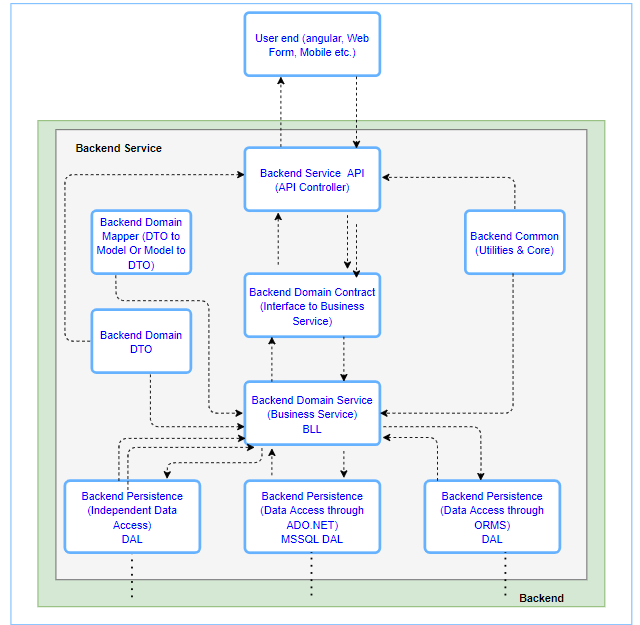 User end (angular, Web
Form, Mobile etc.)
Backend Service
Backend Service  API
(API Controller)
Backend Domain
Mapper (DTO to
Model Or Model to
DTO)
Backend Common
(Utilities & Core)
Backend Domain Contract
(Interface to Business
Service)
Backend Domain
DTO
Backend Domain Service
(Business Service)
BLL
Backend Persistence
(Independent Data
Access)
DAL
Backend Persistence
(Data Access through
ADO.NET)
MSSQL DAL
Backend Persistence
(Data Access through
ORMS)
DAL
Backend